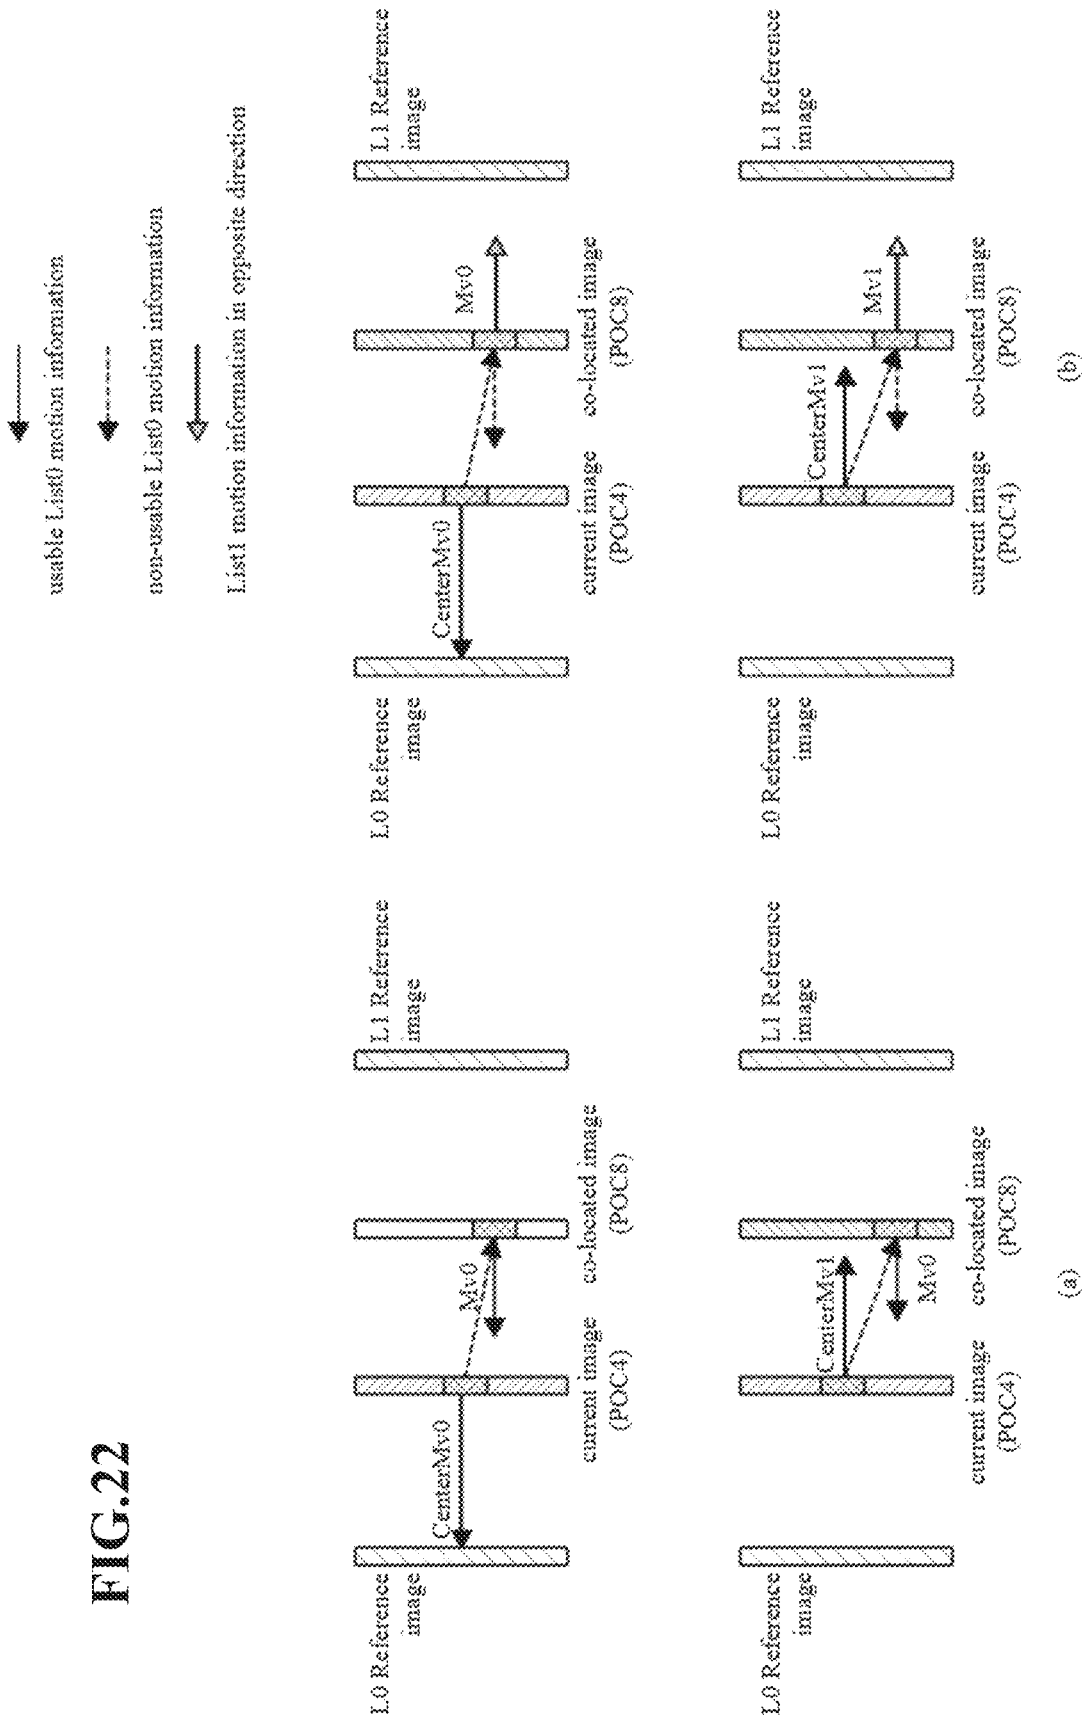 FIG.22
usable List0 motion information
non-usable List0 motion information
List1 motion information in opposite direction
L0 Reference
image
CenterMv0
current image
(POC4)
Mv0
co-located image
(POC8)
L1 Reference
image
L0 Reference
image
CenterMv0
current image
(POC4)
Mv0
co-located image
(POC8)
L1 Reference
image
L0 Reference
image
current image
(POC4)
CenterMv1
Mv0
co-located image
(POC8)
L1 Reference
image
(a)
L0 Reference
image
current image
(POC4)
CenterMv1
Mv1
co-located image
(POC8)
L1 Reference
image
(b)